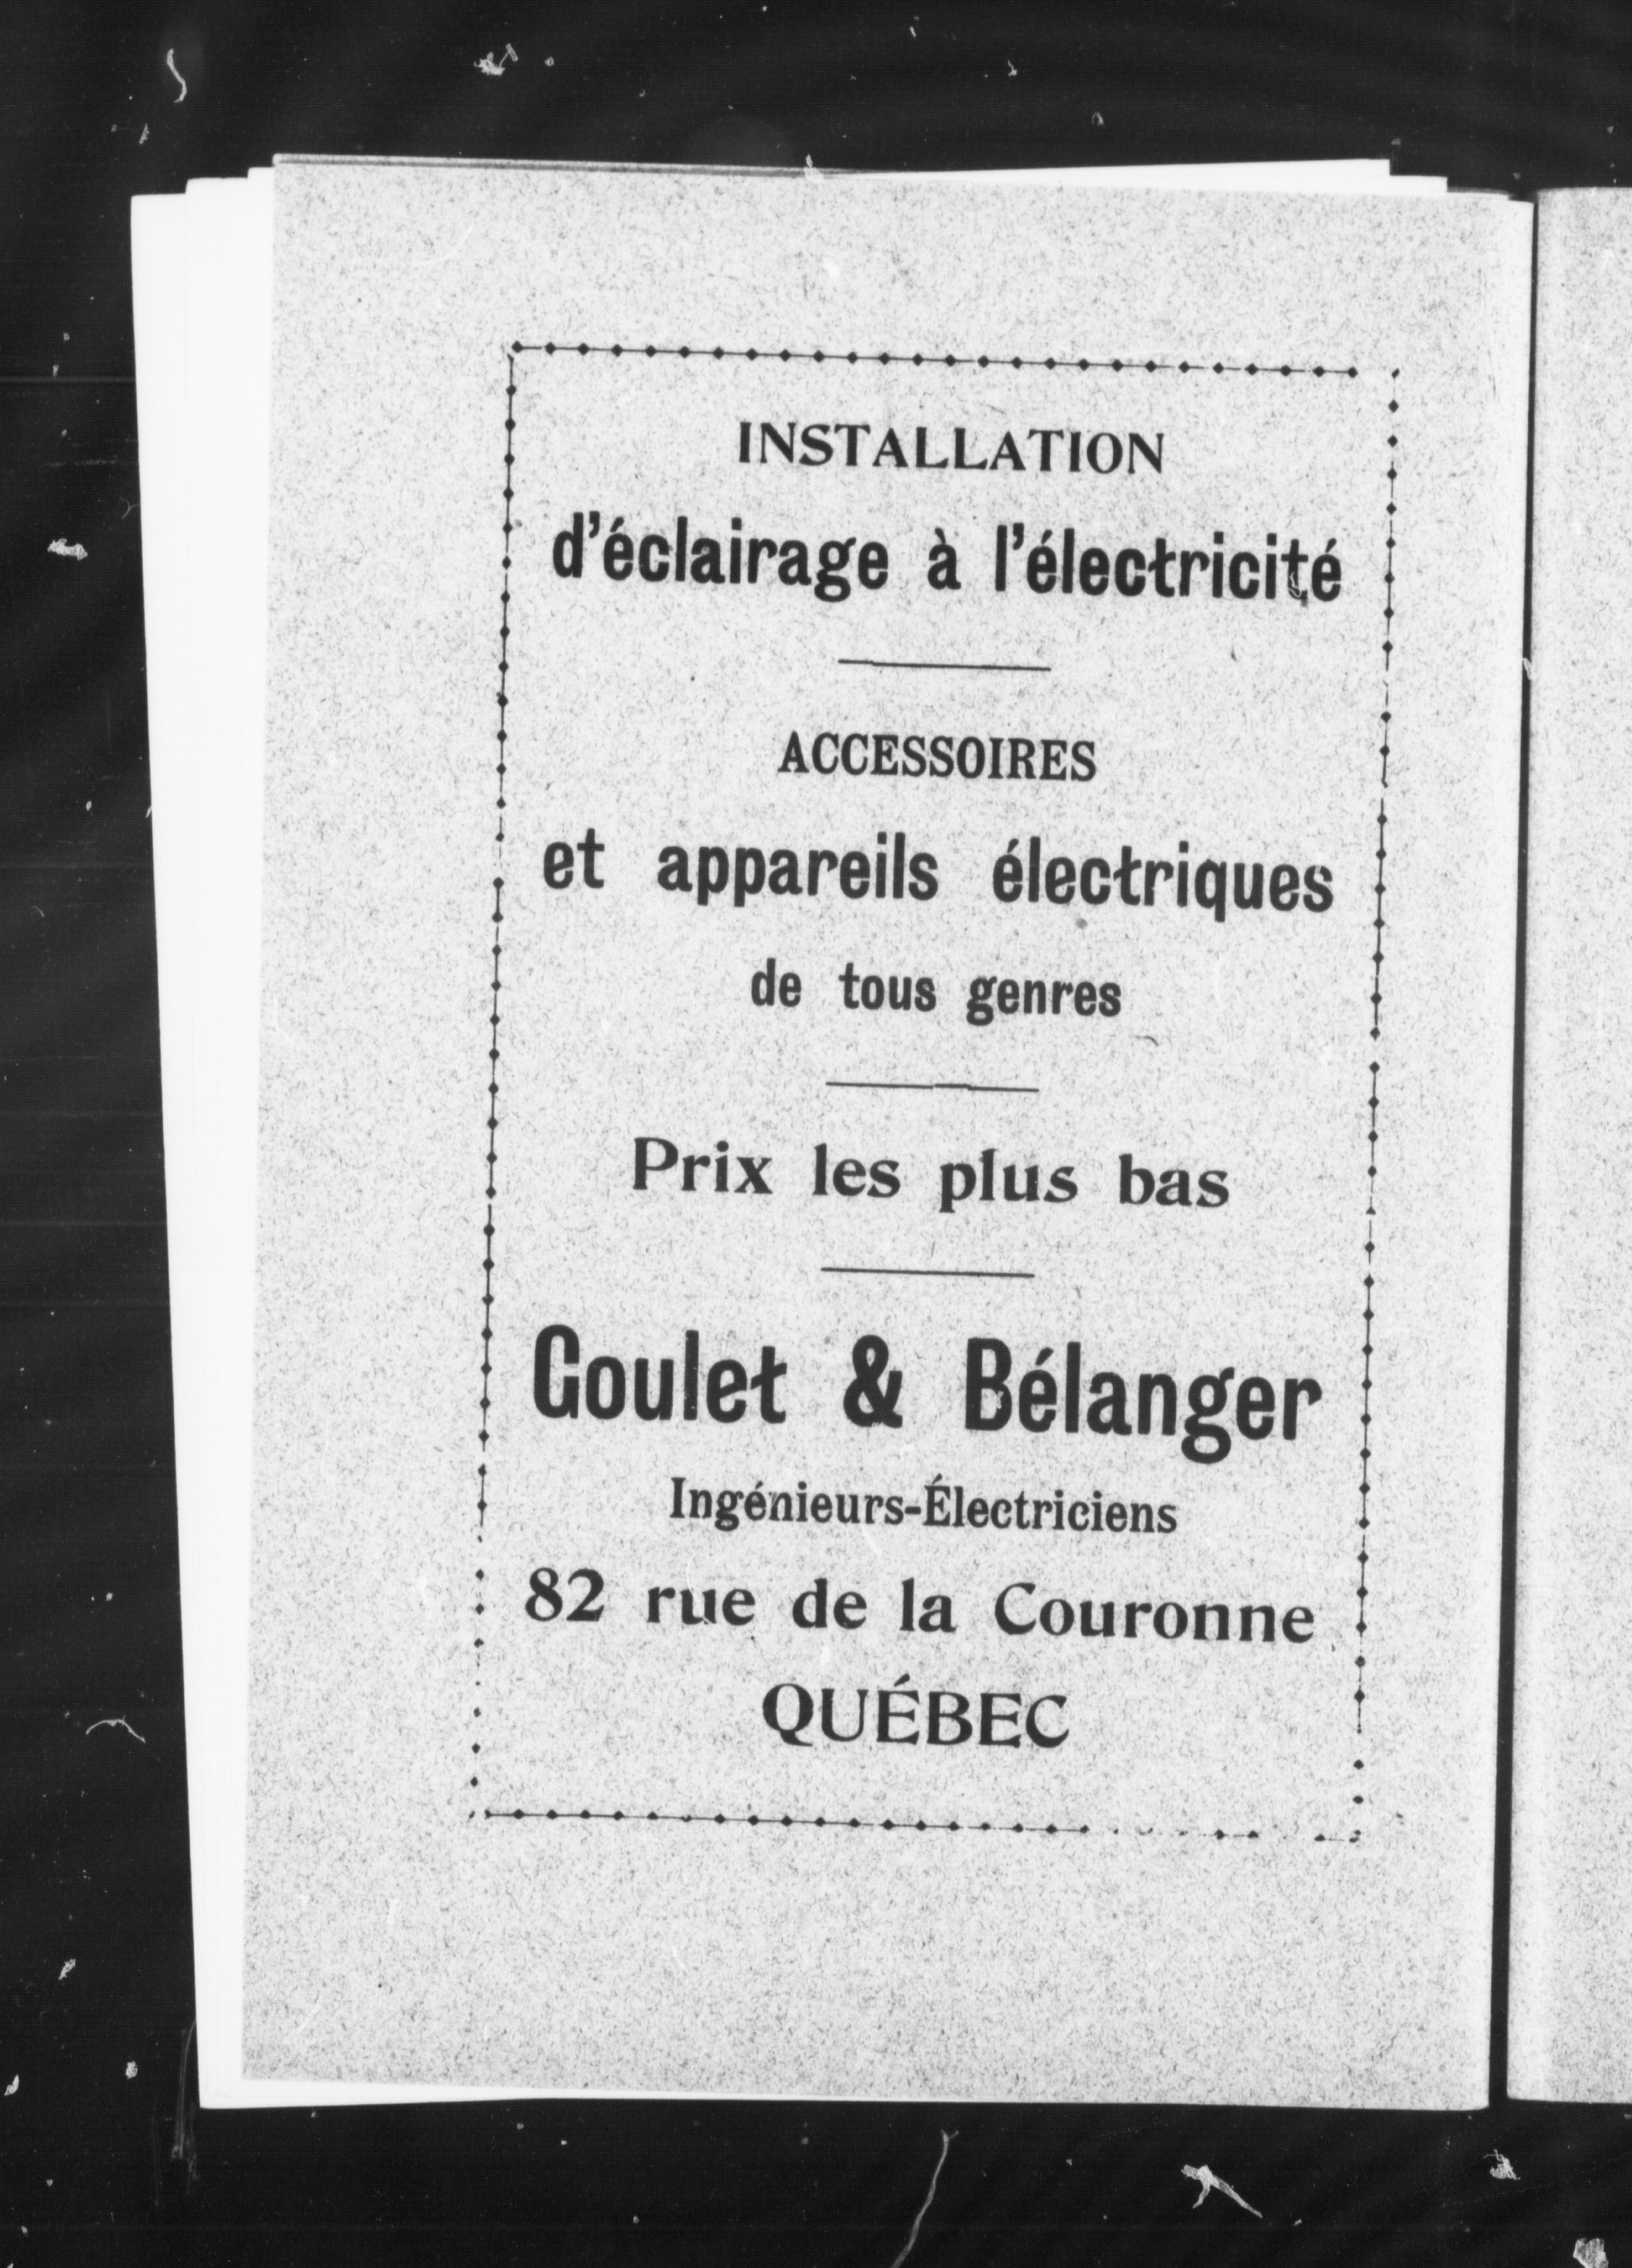 INSTALLATION
d'éclairage à l'électricité
ACCESSOIRES
et appareils électriques
de tous genres
Prix les plus bas
Goulet & Bélanger
Ingénieurs-Électriciens
82 rue de la Couronne
QUÉBEC